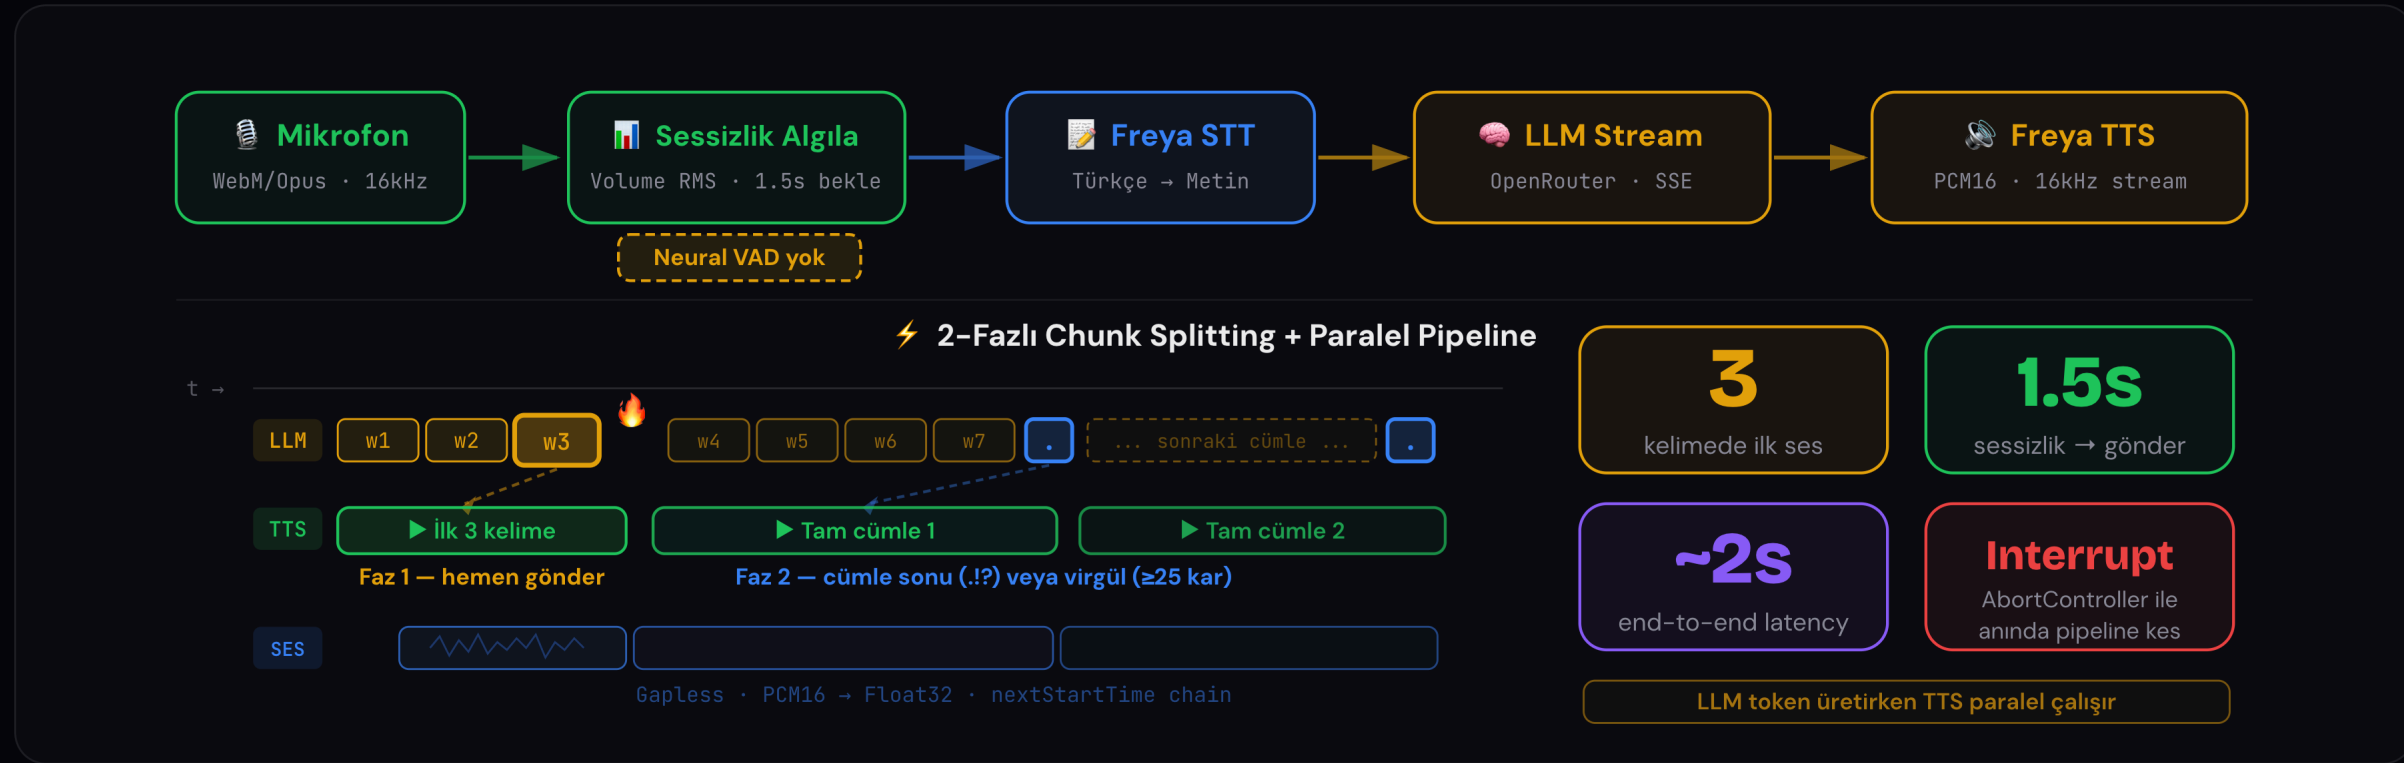 🎙️ Mikrofon
WebM/Opus · 16kHz
📊 Sessizlik Algıla
Volume RMS · 1.5s bekle
Neural VAD yok
📝 Freya STT
Türkçe → Metin
🧠 LLM Stream
OpenRouter · SSE
🔊 Freya TTS
PCM16 · 16kHz stream
⚡ 2-Fazlı Chunk Splitting + Paralel Pipeline
t →
LLM w1 w2 w3 🔥 w4 w5 w6 w7 . ... sonraki cümle ... .
TTS ▶ İlk 3 kelime ▶ Tam cümle 1 ▶ Tam cümle 2
Faz 1 — hemen gönder Faz 2 — cümle sonu (.!?) veya virgül (≥25 kar)
SES
Gapless · PCM16 → Float32 · nextStartTime chain
3
kelimede ilk ses
1.5s
sessizlik → gönder
~2s
end-to-end latency
Interrupt
AbortController ile
anında pipeline kes
LLM token üretirken TTS paralel çalışır